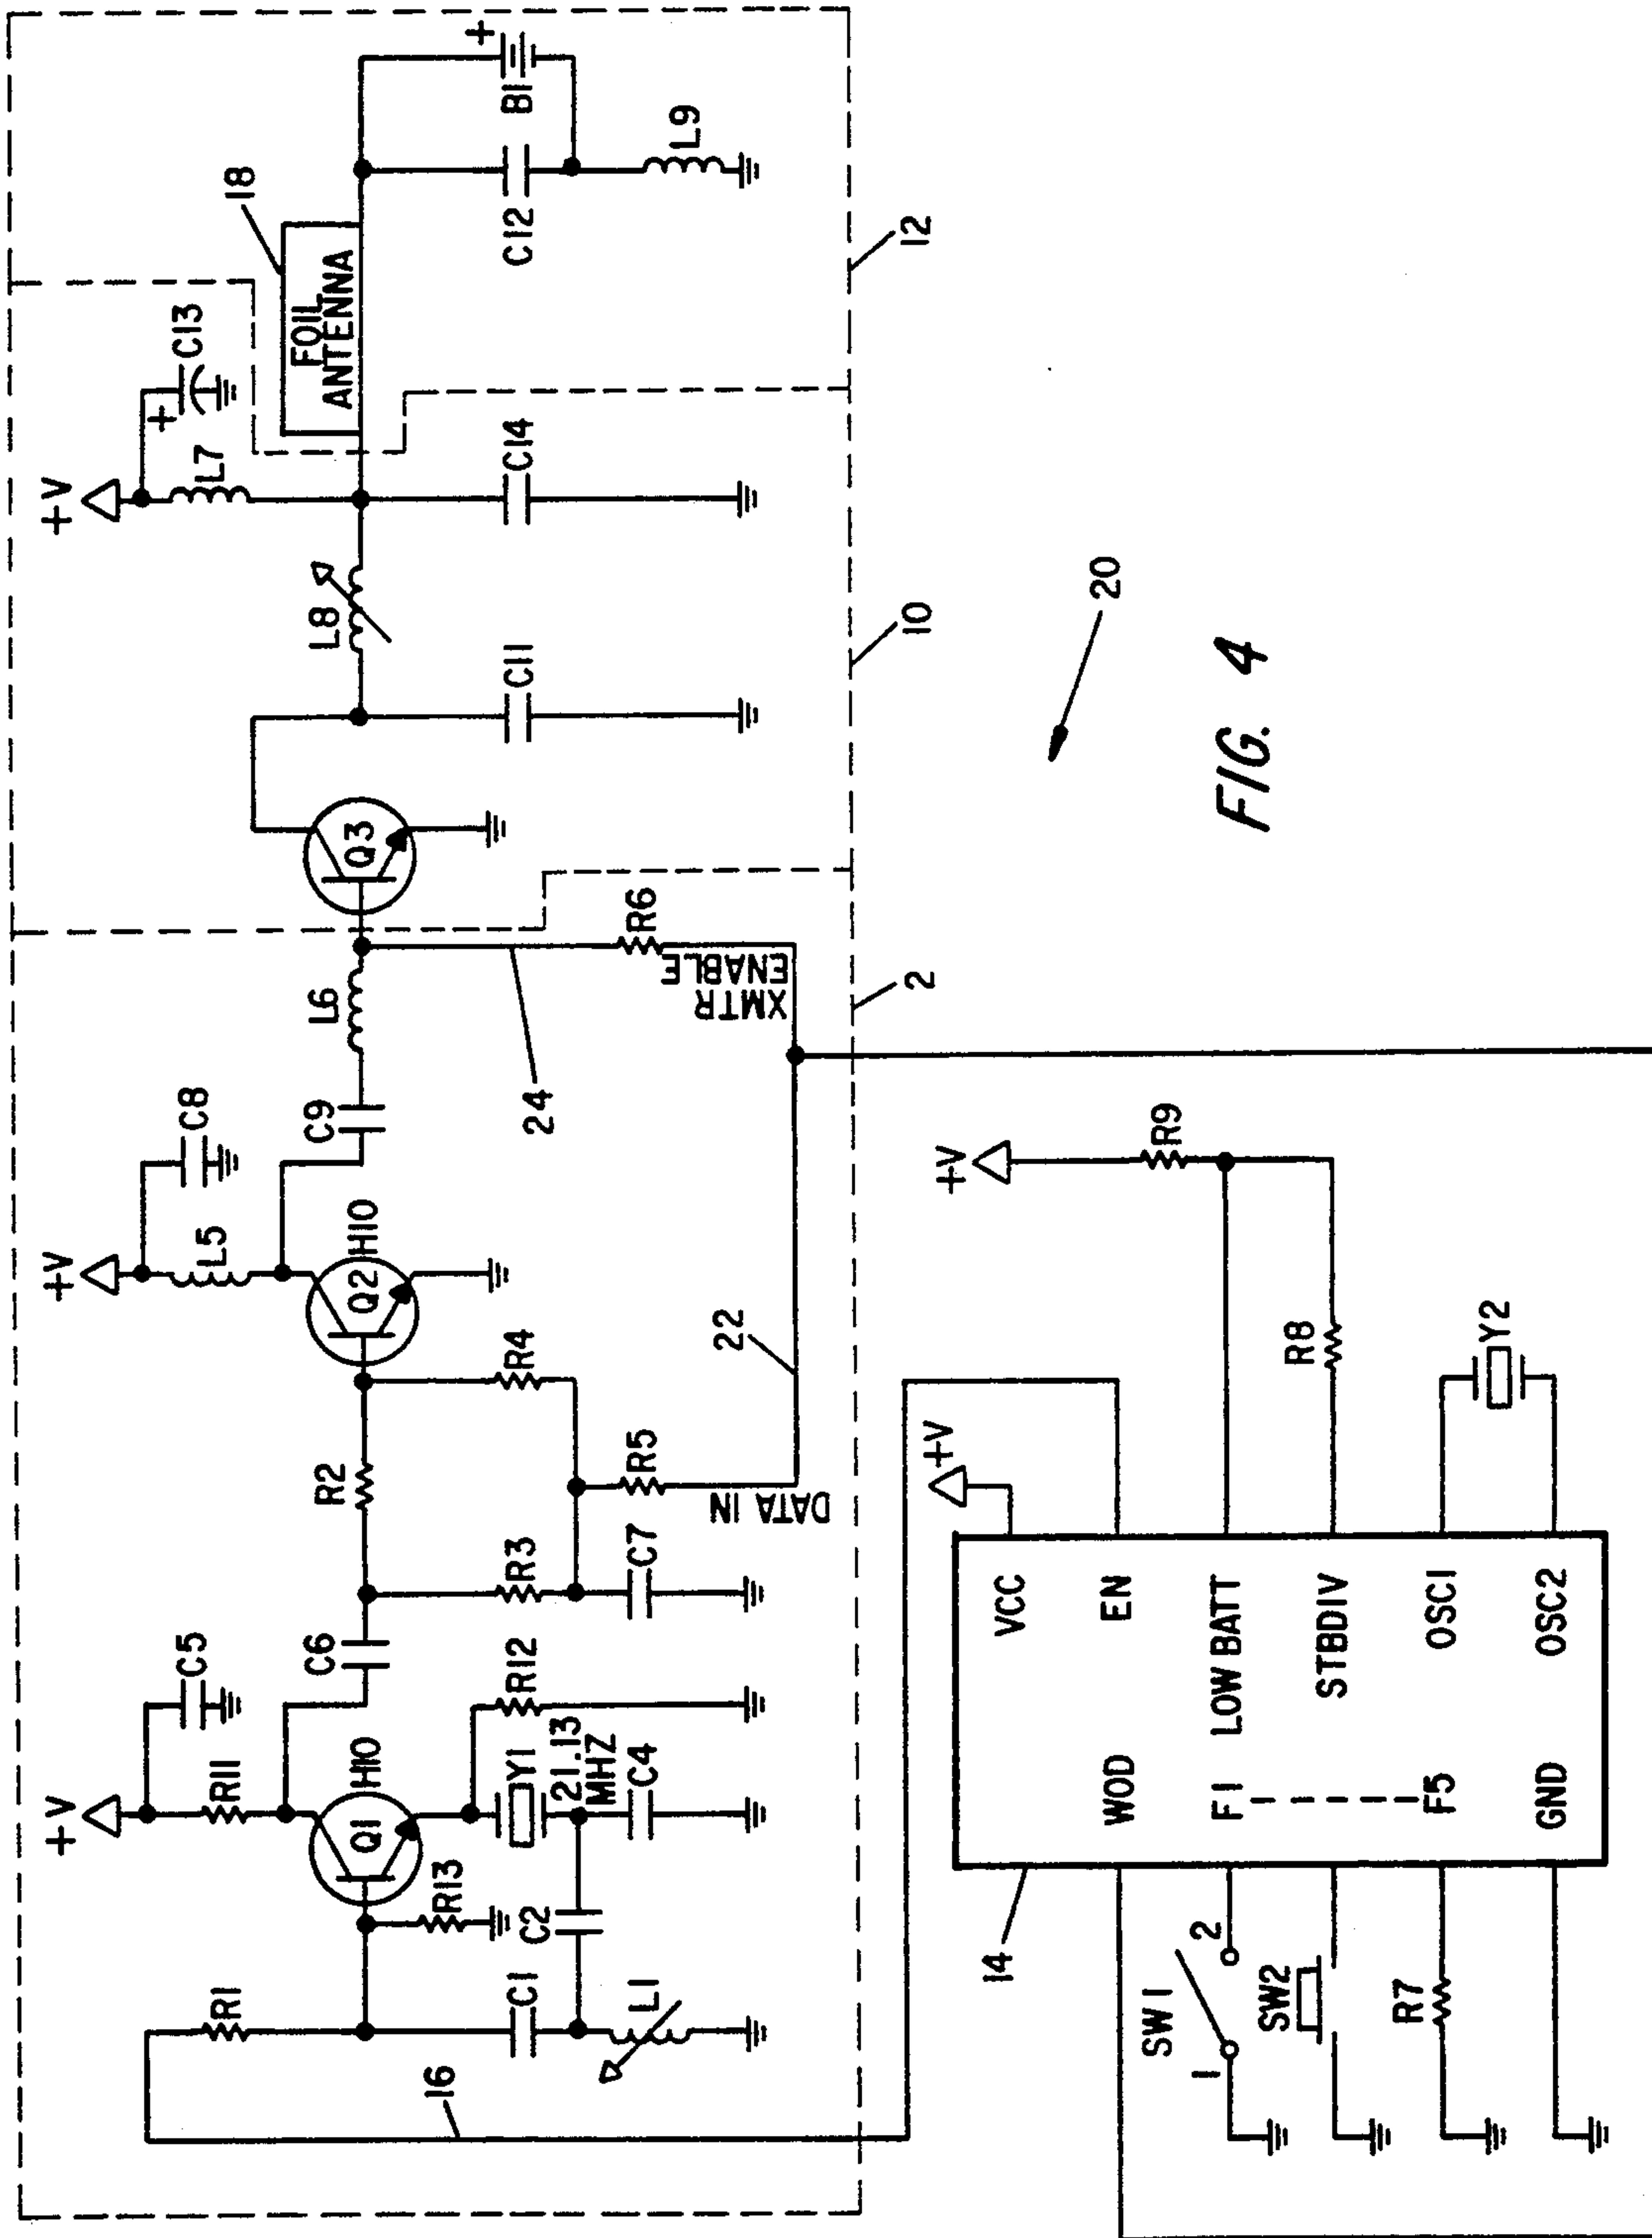 +V
C5
R11
Q1
H10
R1
R13
C1
C2
L1
Y1
21.13
MHZ
C4
R12
C6
R3
C7
R2
R4
R5
DATA IN
16
+V
C8
L5
Q2
H10
C9
L6
24
22
XMTR
ENABLE
R6
2
Q3
C11
L8
+V
L7
+
C13
C14
10
FOIL
ANTENNA
18
C12
B1
+
L9
12
14
VCC
EN
LOW BATT
STBDIV
OSC1
OSC2
WOD
F1
F5
GND
SW1
1
2
SW2
R7
+V
+V
R9
R8
Y2
20
FIG. 4